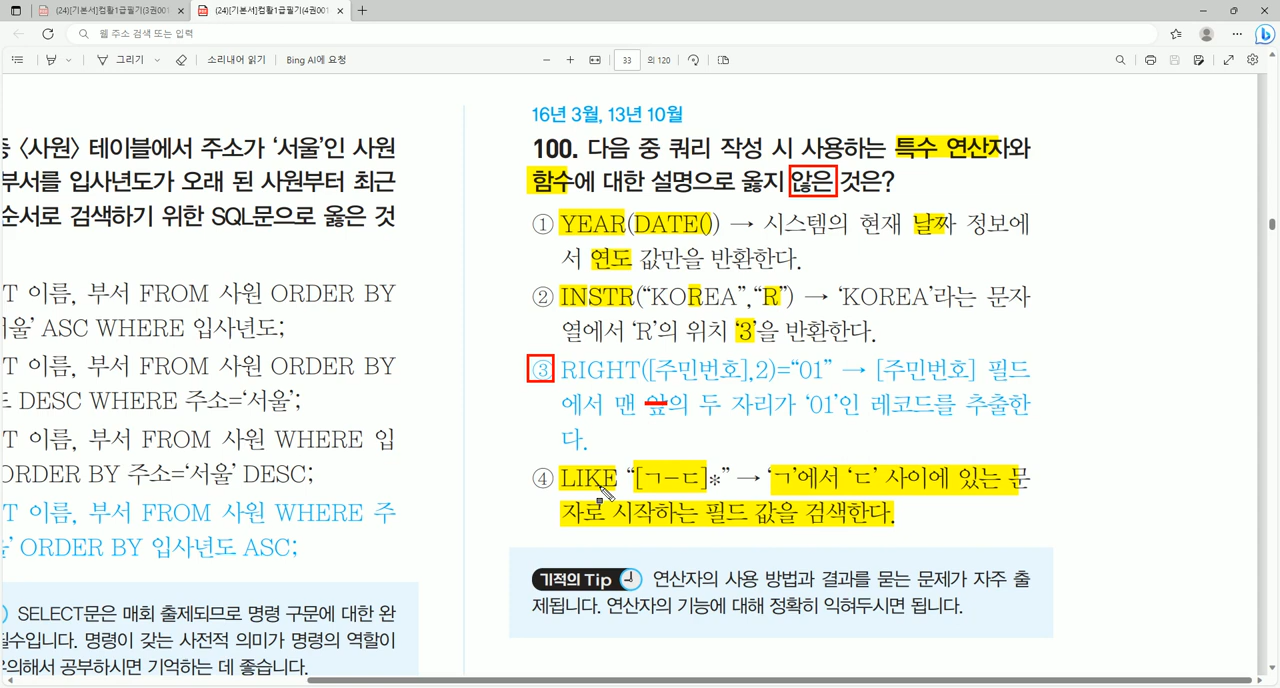 (24)[기본서]컴활1급필기(3권001
(24)[기본서]컴활1급필기(4권001
웹 주소 검색 또는 입력
그리기
소리내어 읽기
Bing AI에 요청
33 의 120
〈사원〉 테이블에서 주소가 ‘서울’인 사원
부서를 입사년도가 오래 된 사원부터 최근
순서로 검색하기 위한 SQL문으로 옳은 것
T 이름, 부서 FROM 사원 ORDER BY
울’ ASC WHERE 입사년도;
T 이름, 부서 FROM 사원 ORDER BY
DESC WHERE 주소=‘서울’;
T 이름, 부서 FROM 사원 WHERE 입
ORDER BY 주소=‘서울’ DESC;
T 이름, 부서 FROM 사원 WHERE 주
’ ORDER BY 입사년도 ASC;
) SELECT문은 매회 출제되므로 명령 구문에 대한 완
필수입니다. 명령이 갖는 사전적 의미가 명령의 역할이
의해서 공부하시면 기억하는 데 좋습니다.
16년 3월, 13년 10월
100. 다음 중 쿼리 작성 시 사용하는 특수 연산자와
함수에 대한 설명으로 옳지 않은 것은?
① YEAR(DATE()) → 시스템의 현재 날짜 정보에
서 연도 값만을 반환한다.
② INSTR(“KOREA”,“R”) → ‘KOREA’라는 문자
열에서 ‘R’의 위치 ‘3’을 반환한다.
③ RIGHT([주민번호],2)=“01” → [주민번호] 필드
에서 맨 앞의 두 자리가 ‘01’인 레코드를 추출한
다.
④ LIKE “[ㄱ-ㄷ]*” → ‘ㄱ’에서 ‘ㄷ’ 사이에 있는 문
자로 시작하는 필드 값을 검색한다.
기적의 Tip 연산자의 사용 방법과 결과를 묻는 문제가 자주 출
제됩니다. 연산자의 기능에 대해 정확히 익혀두시면 됩니다.